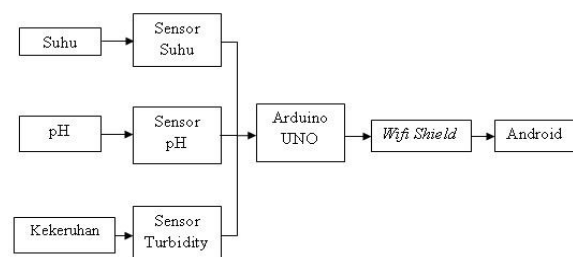 Suhu
Sensor
Suhu
pH
Sensor
pH
Arduino
UNO
Wifi Shield
Android
Kekeruhan
Sensor
Turbidity